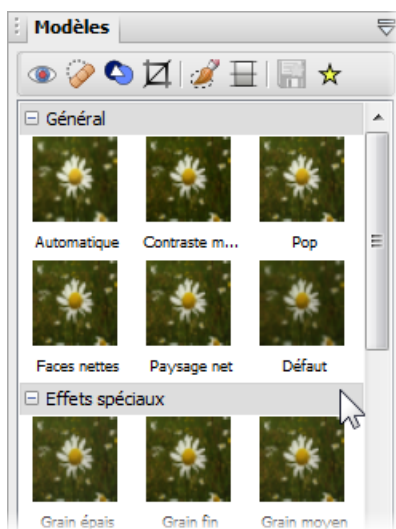 Modèles
Général
Automatique Contraste m... Pop
Faces nettes Paysage net Défaut
Effets spéciaux
Grain épais Grain fin Grain moyen